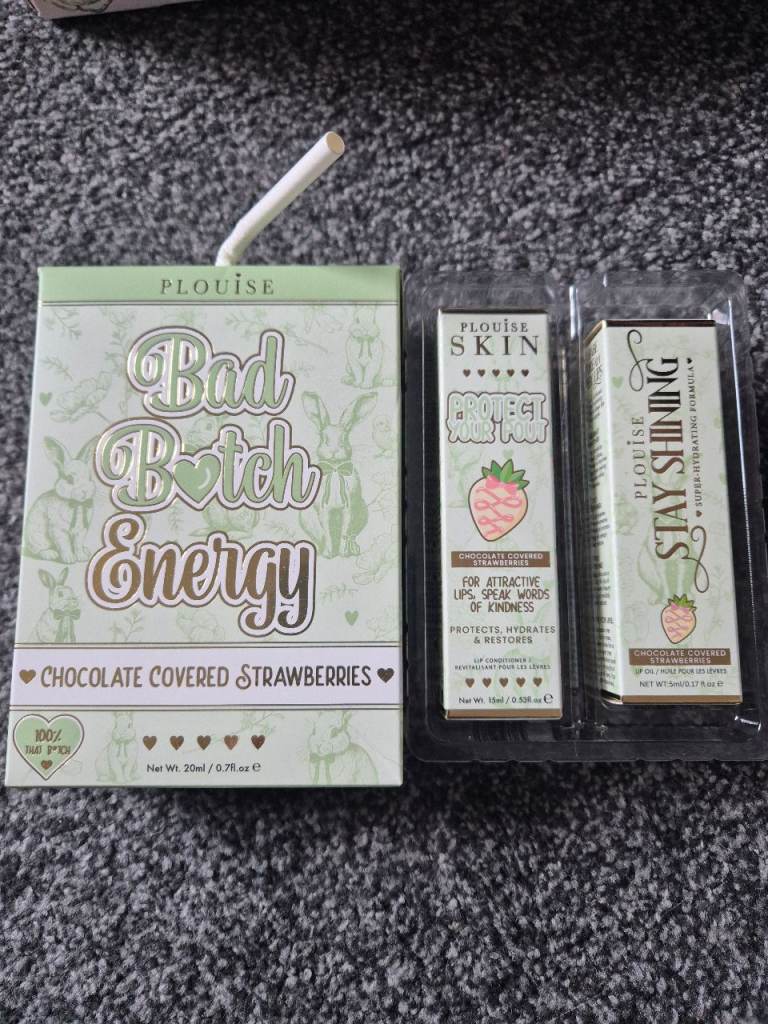 PLOUISE
Bad
B♥tch
Energy
♥ CHOCOLATE COVERED STRAWBERRIES ♥
100%
THAT B*TCH
Net Wt. 20ml / 0.7fl.oz ℮
PLOUISE
SKIN
PROTECT
YOUR POUT
CHOCOLATE COVERED
STRAWBERRIES
FOR ATTRACTIVE
LIPS, SPEAK WORDS
OF KINDNESS
PROTECTS, HYDRATES
& RESTORES
LIP CONDITIONER /
REVITALISANT POUR LES LÈVRES
Net Wt. 15ml / 0.53fl.oz ℮
PLOUISE
STAY SHINING
♥ SUPER-HYDRATING FORMULA ♥
CHOCOLATE COVERED
STRAWBERRIES
LIP OIL / HUILE POUR LES LÈVRES
NET WT:5ml/0.17 fl.oz ℮